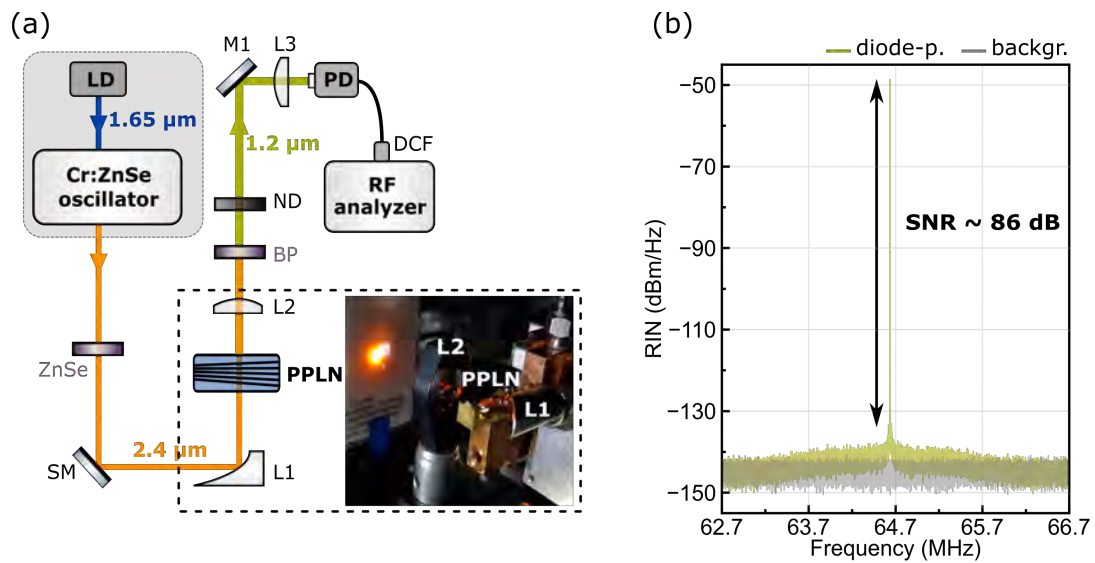 (a)
LD
1.65 µm
Cr:ZnSe
oscillator
ZnSe
SM
2.4 µm
M1
L3
PD
1.2 µm
DCF
RF
analyzer
ND
BP
L2
PPLN
L1
L2
PPLN
L1
(b)
diode-p.
backgr.
RIN (dBm/Hz)
−50
−70
−90
−110
−130
−150
SNR ~ 86 dB
62.7
63.7
64.7
65.7
66.7
Frequency (MHz)